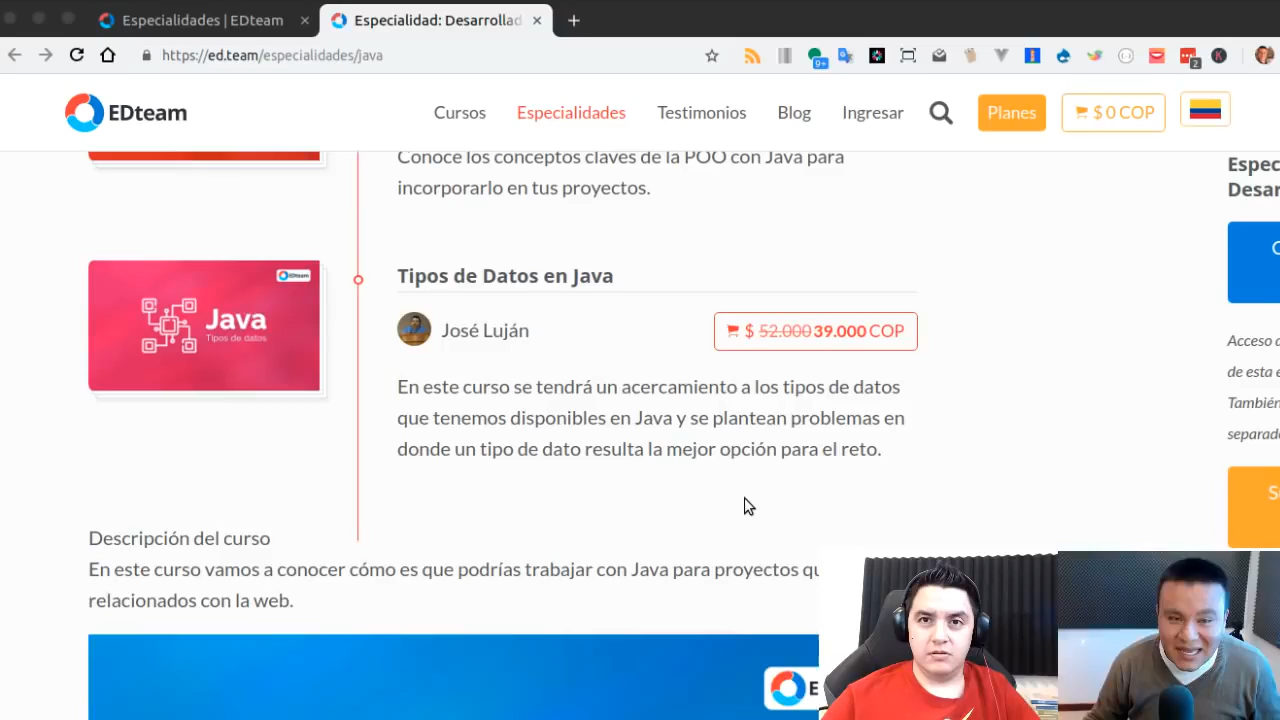 Especialidades | EDteam
Especialidad: Desarrollad
https://ed.team/especialidades/java
9+
2
EDteam
Cursos
Especialidades
Testimonios
Blog
Ingresar
Planes
$ 0 COP
Conoce los conceptos claves de la POO con Java para
incorporarlo en tus proyectos.
Espec
Desar
EDteam
Java
Tipos de datos
Tipos de Datos en Java
José Luján
$ 52.000 39.000 COP
En este curso se tendrá un acercamiento a los tipos de datos
que tenemos disponibles en Java y se plantean problemas en
donde un tipo de dato resulta la mejor opción para el reto.
Acceso
de esta e
También
separad
Descripción del curso
En este curso vamos a conocer cómo es que podrías trabajar con Java para proyectos qu
relacionados con la web.